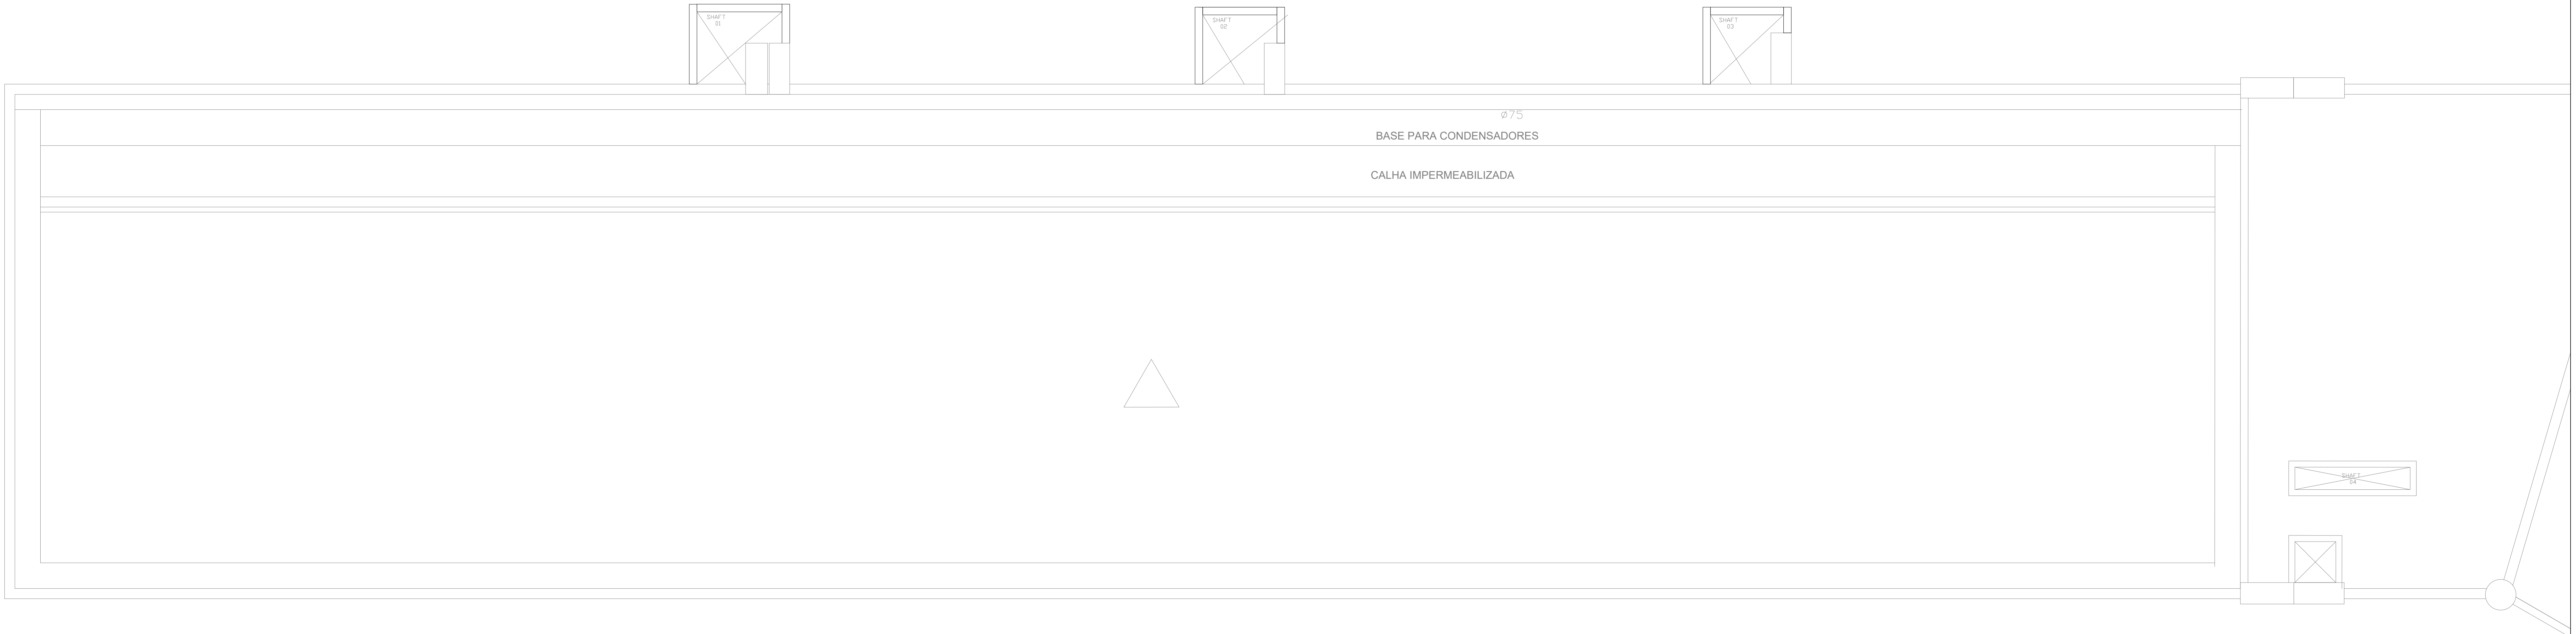 SHAFT
01
SHAFT
02
SHAFT
03
Ø75
BASE PARA CONDENSADORES
CALHA IMPERMEABILIZADA
SHAFT
04